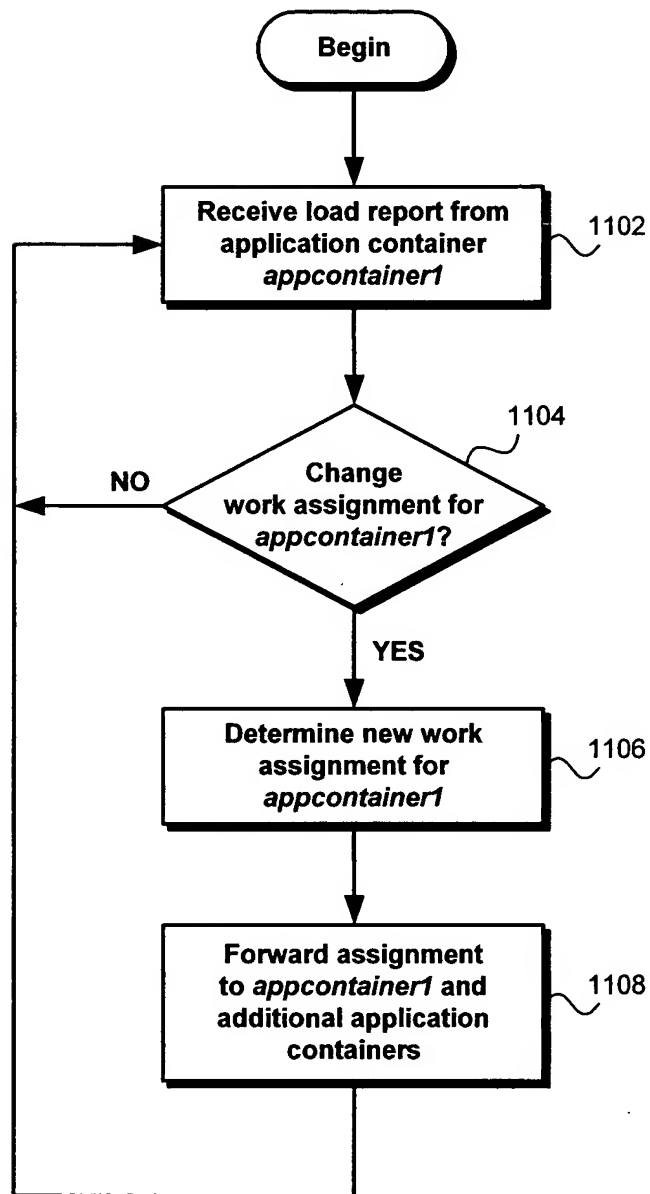 Begin
Receive load report from
application container
appcontainer1
1102
1104
Change
work assignment for
appcontainer1?
NO
YES
Determine new work
assignment for
appcontainer1
1106
Forward assignment
to appcontainer1 and
additional application
containers
1108